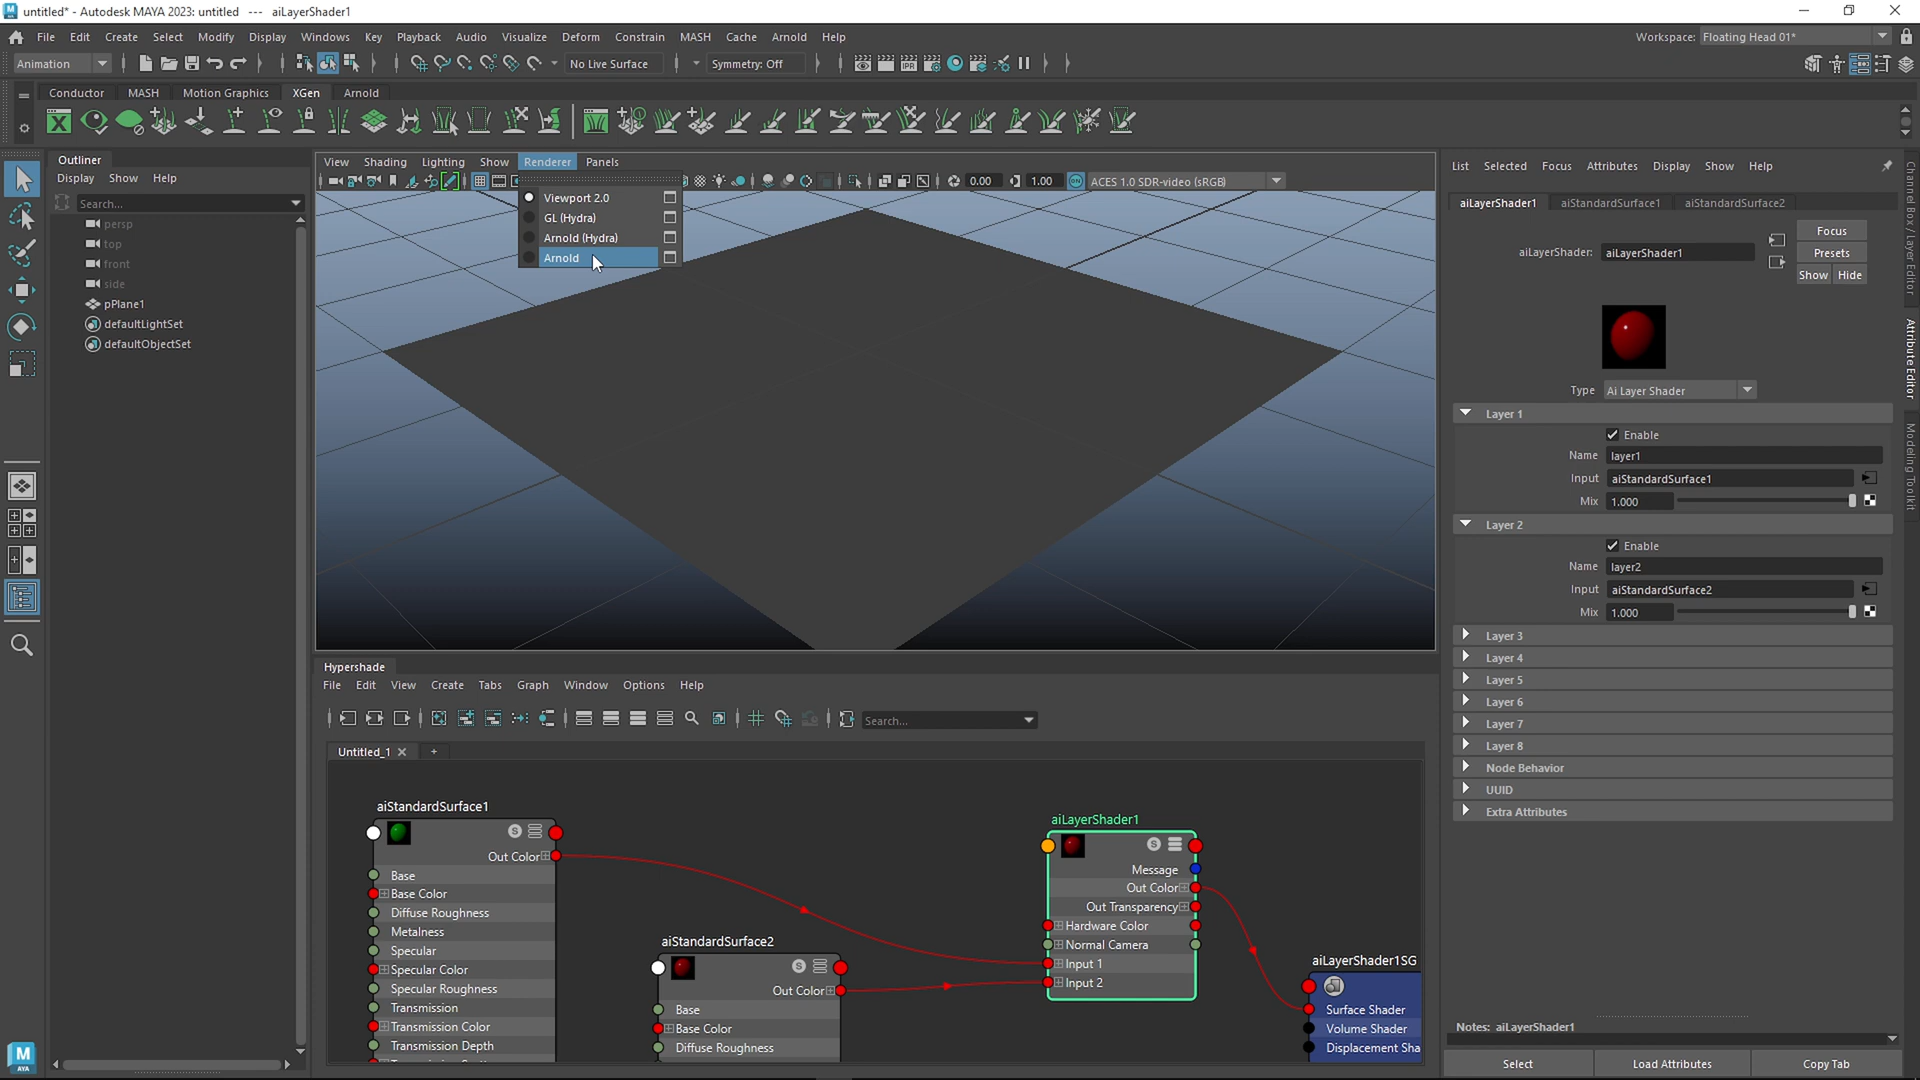 untitled* - Autodesk MAYA 2023: untitled --- aiLayerShader1
File Edit Create Select Modify Display Windows Key Playback Audio Visualize Deform Constrain MASH Cache Arnold Help
Workspace: Floating Head 01*
Animation
No Live Surface
Symmetry: Off
IPR
Conductor MASH Motion Graphics XGen Arnold
Outliner
Display Show Help
Search...
persp
top
front
side
pPlane1
defaultLightSet
defaultObjectSet
View Shading Lighting Show Renderer Panels
0.00
1.00
ON
ACES 1.0 SDR-video (sRGB)
Viewport 2.0
GL (Hydra)
Arnold (Hydra)
Arnold
Hypershade
File Edit View Create Tabs Graph Window Options Help
Search...
Untitled_1
+
aiStandardSurface1
S
Out Color
Base
Base Color
Diffuse Roughness
Metalness
Specular
Specular Color
Specular Roughness
Transmission
Transmission Color
Transmission Depth
aiStandardSurface2
S
Out Color
Base
Base Color
Diffuse Roughness
aiLayerShader1
S
Message
Out Color
Out Transparency
Hardware Color
Normal Camera
Input 1
Input 2
aiLayerShader1SG
Surface Shader
Volume Shader
Displacement Sha
List Selected Focus Attributes Display Show Help
aiLayerShader1 aiStandardSurface1 aiStandardSurface2
aiLayerShader: aiLayerShader1
Focus
Presets
Show Hide
Type Ai Layer Shader
Layer 1
Enable
Name layer1
Input aiStandardSurface1
Mix 1.000
Layer 2
Enable
Name layer2
Input aiStandardSurface2
Mix 1.000
Layer 3
Layer 4
Layer 5
Layer 6
Layer 7
Layer 8
Node Behavior
UUID
Extra Attributes
Notes: aiLayerShader1
Select Load Attributes Copy Tab
Channel Box / Layer Editor
Attribute Editor
Modeling Toolkit
M
AYA